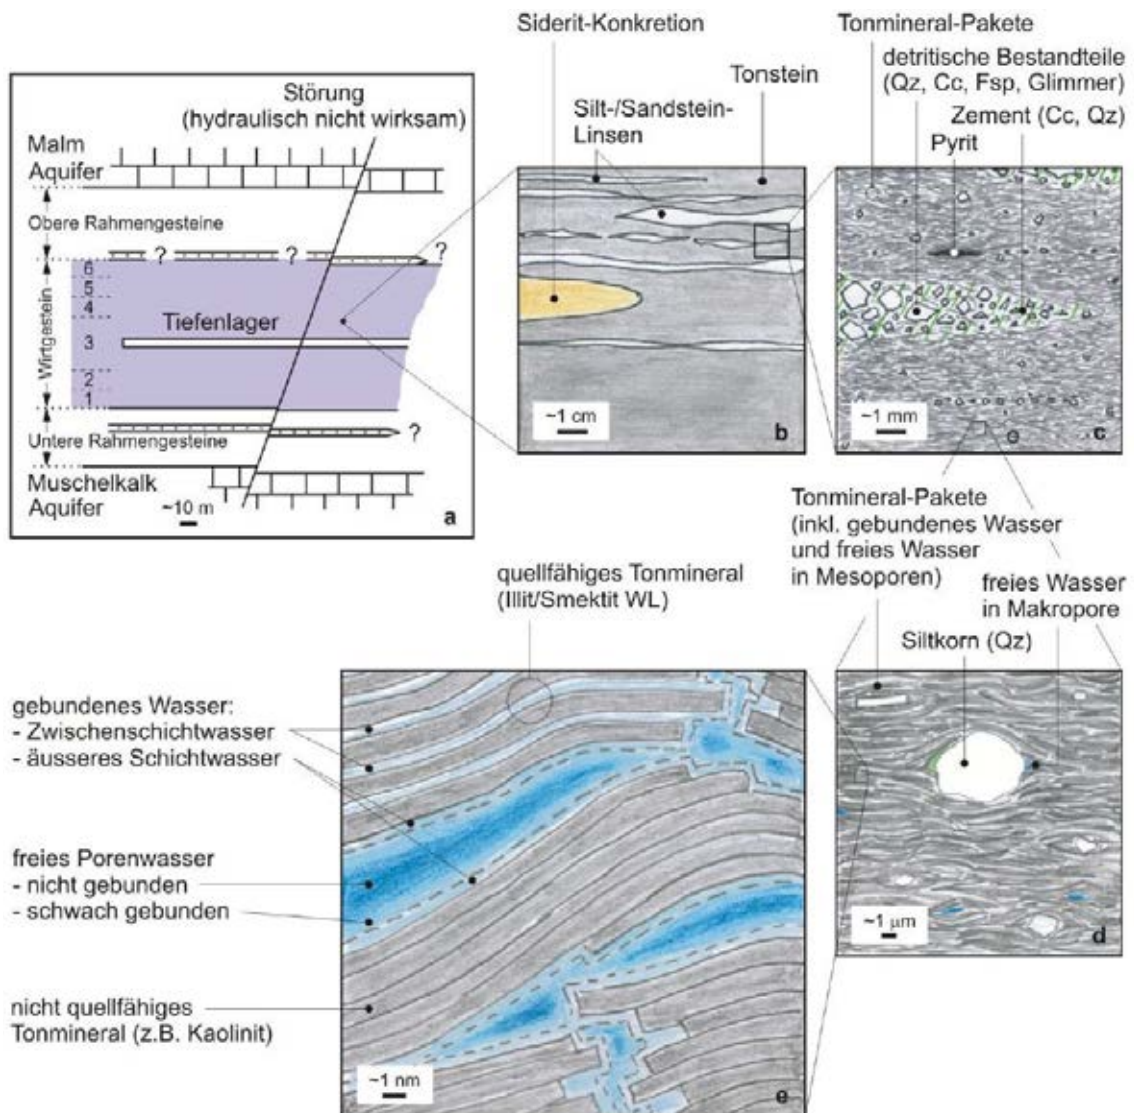 Störung
(hydraulisch nicht wirksam)
Malm
Aquifer
Obere Rahmengesteine
?
?
?
Wirtgestein
6
5
4
3
2
1
Tiefenlager
Untere Rahmengesteine
?
Muschelkalk
Aquifer
~10 m
a
Siderit-Konkretion
Tonstein
Silt-/Sandstein-
Linsen
~1 cm
b
Tonmineral-Pakete
detritische Bestandteile
(Qz, Cc, Fsp, Glimmer)
Zement (Cc, Qz)
Pyrit
~1 mm
c
Tonmineral-Pakete
(inkl. gebundenes Wasser
und freies Wasser
in Mesoporen)
freies Wasser
in Makropore
Siltkorn (Qz)
~1 µm
d
quellfähiges Tonmineral
(Illit/Smektit WL)
gebundenes Wasser:
- Zwischenschichtwasser
- äusseres Schichtwasser
freies Porenwasser
- nicht gebunden
- schwach gebunden
nicht quellfähiges
Tonmineral (z.B. Kaolinit)
~1 nm
e